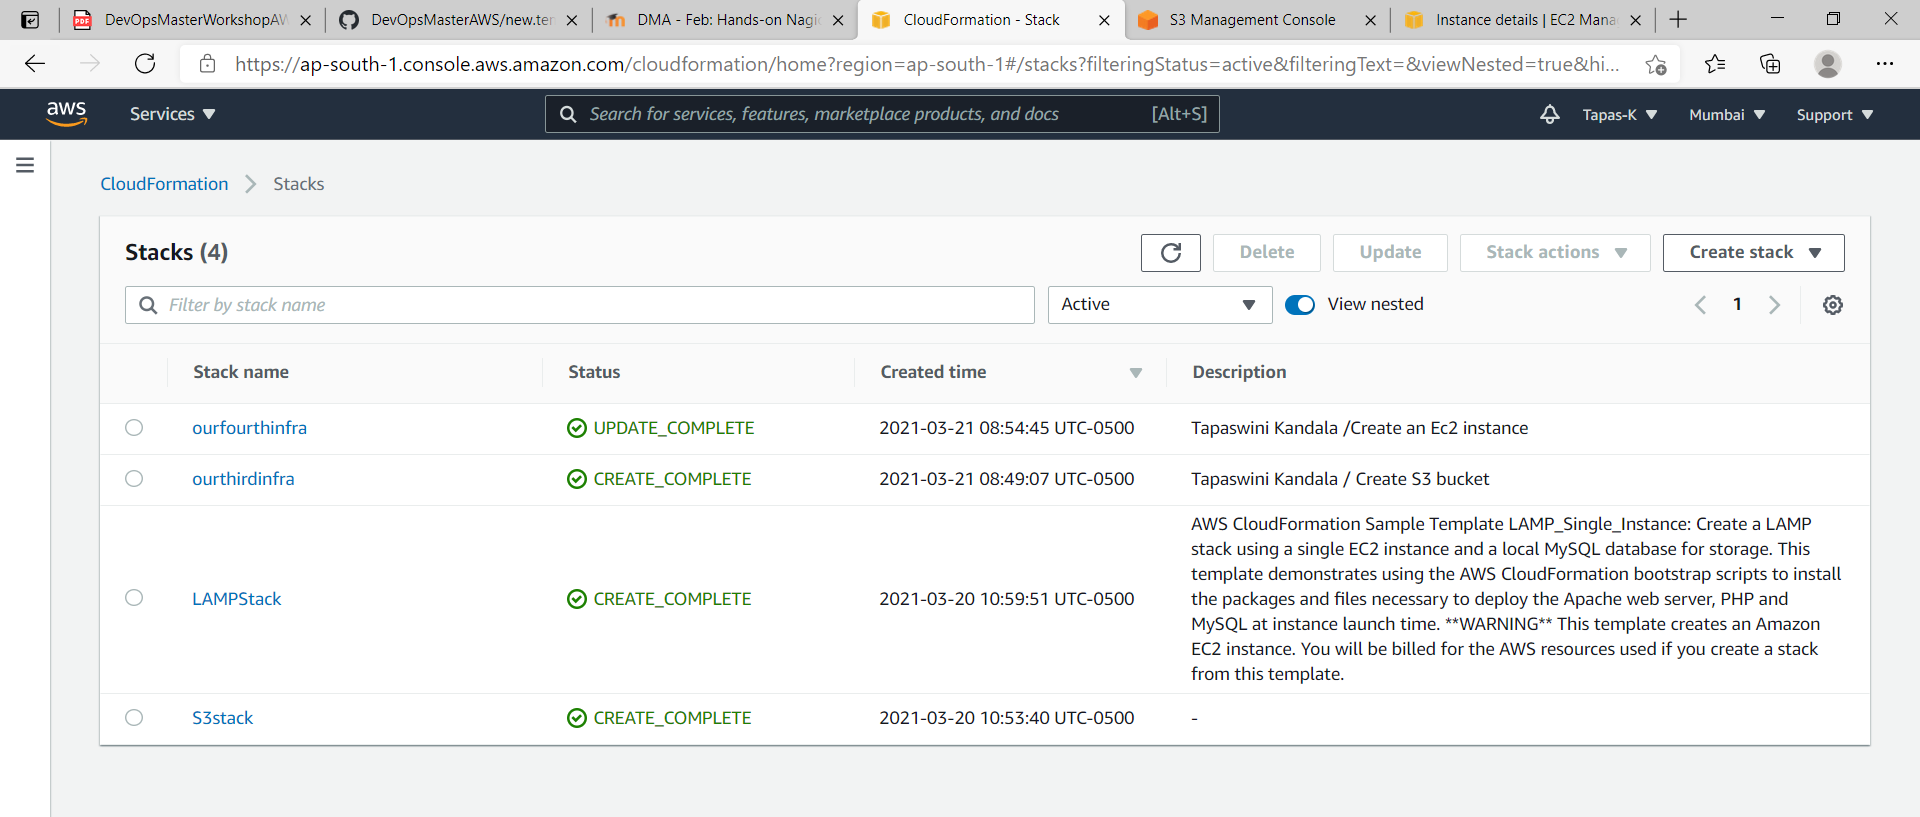 DevOpsMasterWorkshopAW
DevOpsMasterAWS/new.ten
DMA - Feb: Hands-on Nagio
CloudFormation - Stack
S3 Management Console
Instance details | EC2 Mana
https://ap-south-1.console.aws.amazon.com/cloudformation/home?region=ap-south-1#/stacks?filteringStatus=active&filteringText=&viewNested=true&hi...
aws
Services
Search for services, features, marketplace products, and docs
[Alt+S]
Tapas-K
Mumbai
Support
CloudFormation
Stacks
Stacks (4)
Delete
Update
Stack actions
Create stack
Filter by stack name
Active
View nested
1
Stack name
Status
Created time
Description
ourfourthinfra
UPDATE_COMPLETE
2021-03-21 08:54:45 UTC-0500
Tapaswini Kandala /Create an Ec2 instance
ourthirdinfra
CREATE_COMPLETE
2021-03-21 08:49:07 UTC-0500
Tapaswini Kandala / Create S3 bucket
LAMPStack
CREATE_COMPLETE
2021-03-20 10:59:51 UTC-0500
AWS CloudFormation Sample Template LAMP_Single_Instance: Create a LAMP
stack using a single EC2 instance and a local MySQL database for storage. This
template demonstrates using the AWS CloudFormation bootstrap scripts to install
the packages and files necessary to deploy the Apache web server, PHP and
MySQL at instance launch time. **WARNING** This template creates an Amazon
EC2 instance. You will be billed for the AWS resources used if you create a stack
from this template.
S3stack
CREATE_COMPLETE
2021-03-20 10:53:40 UTC-0500
-